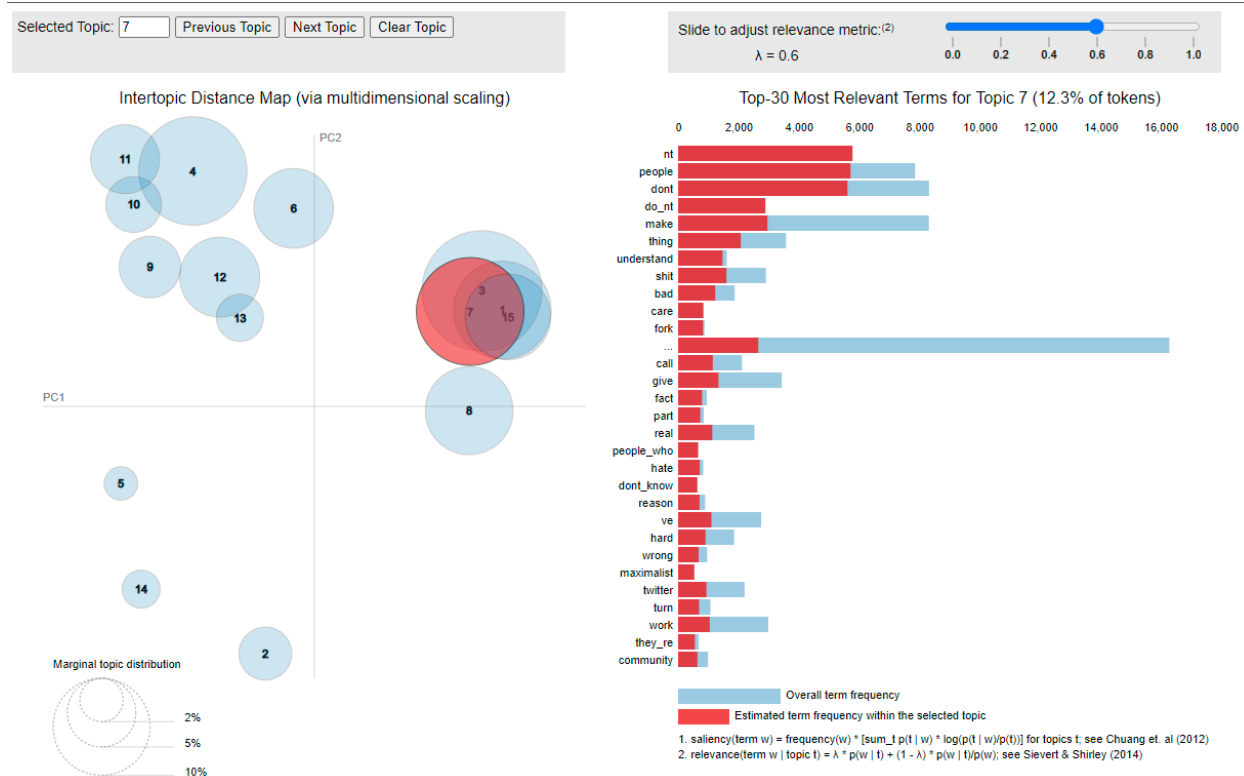 Selected Topic: 7 Previous Topic Next Topic Clear Topic
Slide to adjust relevance metric:(2)
λ = 0.6
0.0 0.2 0.4 0.6 0.8 1.0
Intertopic Distance Map (via multidimensional scaling)
PC2
PC1
11
4
10
6
9
12
13
3
7
1
15
8
5
14
2
Marginal topic distribution
2%
5%
10%
Top-30 Most Relevant Terms for Topic 7 (12.3% of tokens)
0 2,000 4,000 6,000 8,000 10,000 12,000 14,000 16,000 18,000
nt
people
dont
do_nt
make
thing
understand
shit
bad
care
fork
...
call
give
fact
part
real
people_who
hate
dont_know
reason
ve
hard
wrong
maximalist
twitter
turn
work
they_re
community
Overall term frequency
Estimated term frequency within the selected topic
1. saliency(term w) = frequency(w) * [sum_t p(t | w) * log(p(t | w)/p(t))] for topics t; see Chuang et. al (2012)
2. relevance(term w | topic t) = λ * p(w | t) + (1 - λ) * p(w | t)/p(w); see Sievert & Shirley (2014)